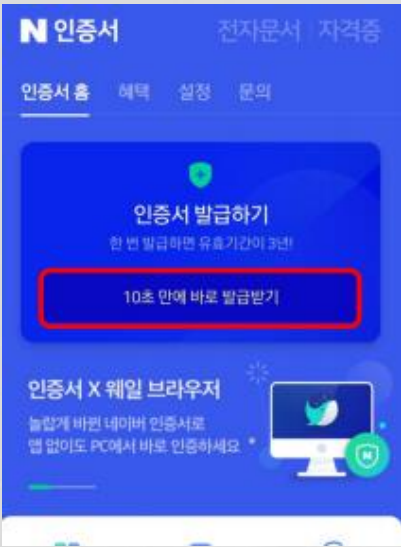 N 인증서 전자문서 자격증
인증서 홈 혜택 설정 문의
인증서 발급하기
한 번 발급하면 유효기간이 3년!
10초 만에 바로 발급받기
인증서 X 웨일 브라우저
놀랍게 바뀐 네이버 인증서로
앱 없이도 PC에서 바로 인증하세요
N